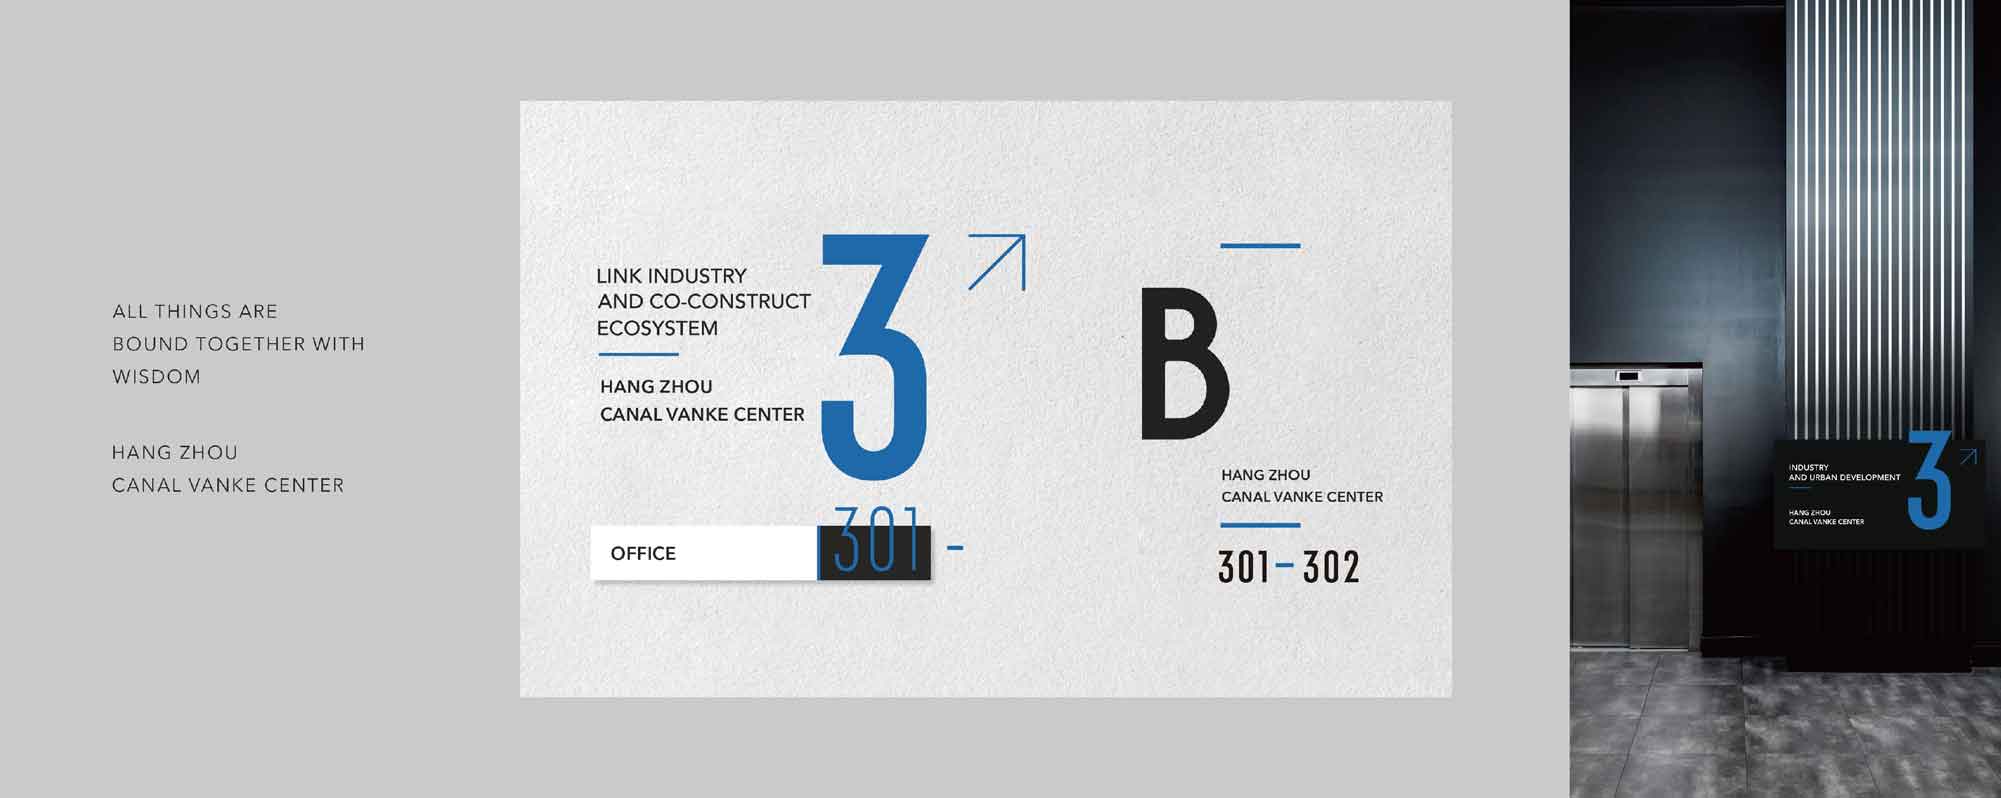 ALL THINGS ARE
BOUND TOGETHER WITH
WISDOM
HANG ZHOU
CANAL VANKE CENTER
LINK INDUSTRY
AND CO-CONSTRUCT
ECOSYSTEM
HANG ZHOU
CANAL VANKE CENTER
3
OFFICE
301 -
B
HANG ZHOU
CANAL VANKE CENTER
301-302
INDUSTRY
AND URBAN DEVELOPMENT
HANG ZHOU
CANAL VANKE CENTER
3